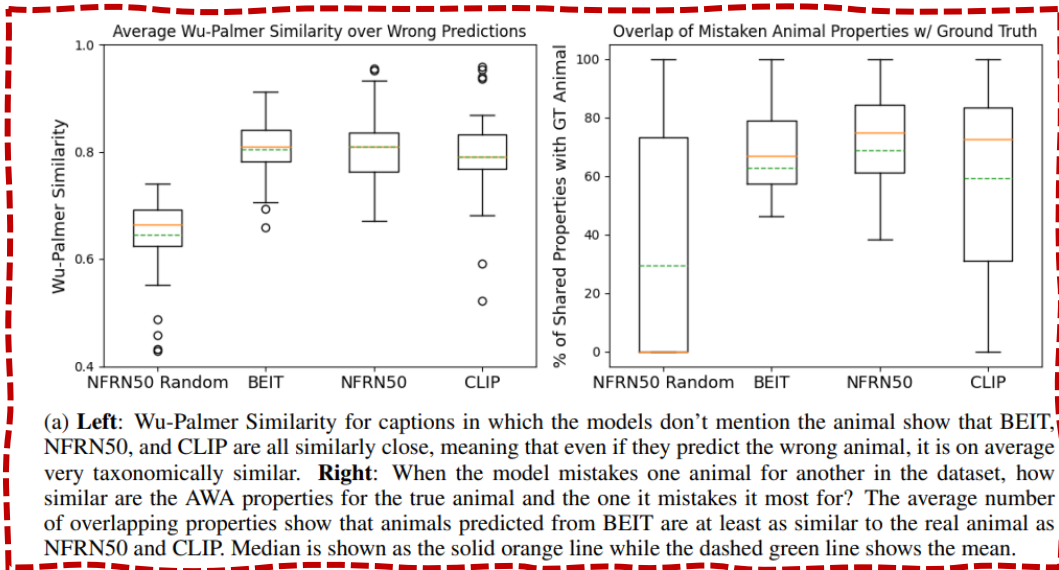 Average Wu-Palmer Similarity over Wrong Predictions
1.0
0.8
0.6
0.4
Wu-Palmer Similarity
NFRN50 Random
BEIT
NFRN50
CLIP
Overlap of Mistaken Animal Properties w/ Ground Truth
100
80
60
40
20
0
% of Shared Properties with GT Animal
NFRN50 Random
BEIT
NFRN50
CLIP
(a) Left: Wu-Palmer Similarity for captions in which the models don't mention the animal show that BEIT,
NFRN50, and CLIP are all similarly close, meaning that even if they predict the wrong animal, it is on average
very taxonomically similar. Right: When the model mistakes one animal for another in the dataset, how
similar are the AWA properties for the true animal and the one it mistakes it most for? The average number
of overlapping properties show that animals predicted from BEIT are at least as similar to the real animal as
NFRN50 and CLIP. Median is shown as the solid orange line while the dashed green line shows the mean.